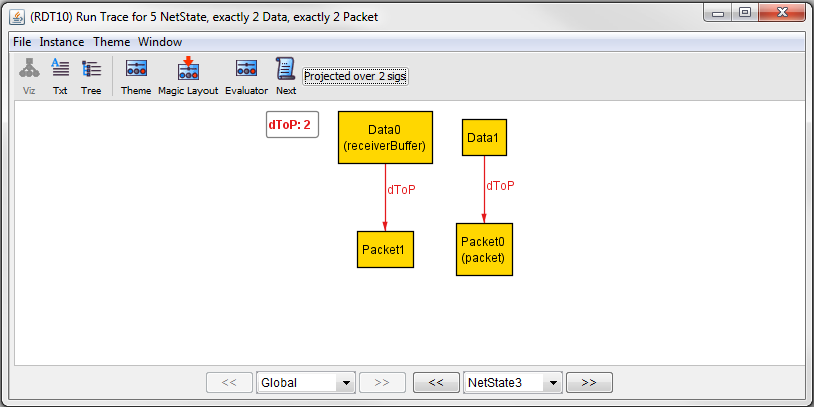 (RDT10) Run Trace for 5 NetState, exactly 2 Data, exactly 2 Packet
File Instance Theme Window
Viz Txt Tree Theme Magic Layout Evaluator Next Projected over 2 sigs
dToP: 2
Data0
(receiverBuffer)
Data1
dToP
dToP
Packet1
Packet0
(packet)
<< Global >> << NetState3 >>